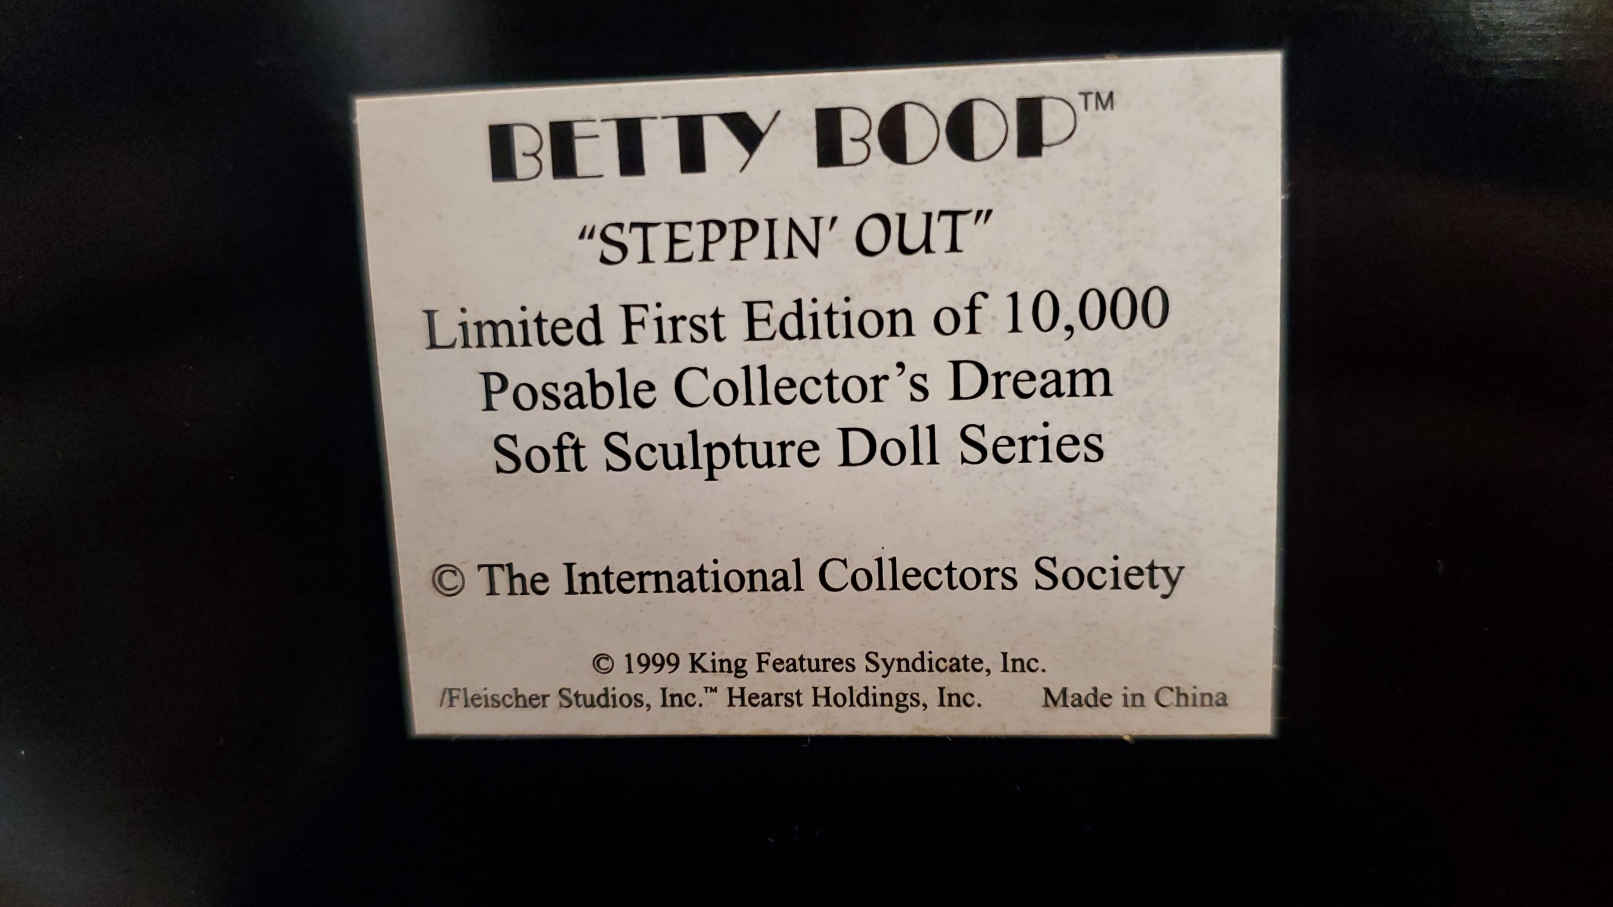 BETTY BOOP™
“STEPPIN’ OUT”
Limited First Edition of 10,000
Posable Collector’s Dream
Soft Sculpture Doll Series
© The International Collectors Society
© 1999 King Features Syndicate, Inc.
/Fleischer Studios, Inc.™ Hearst Holdings, Inc. Made in China